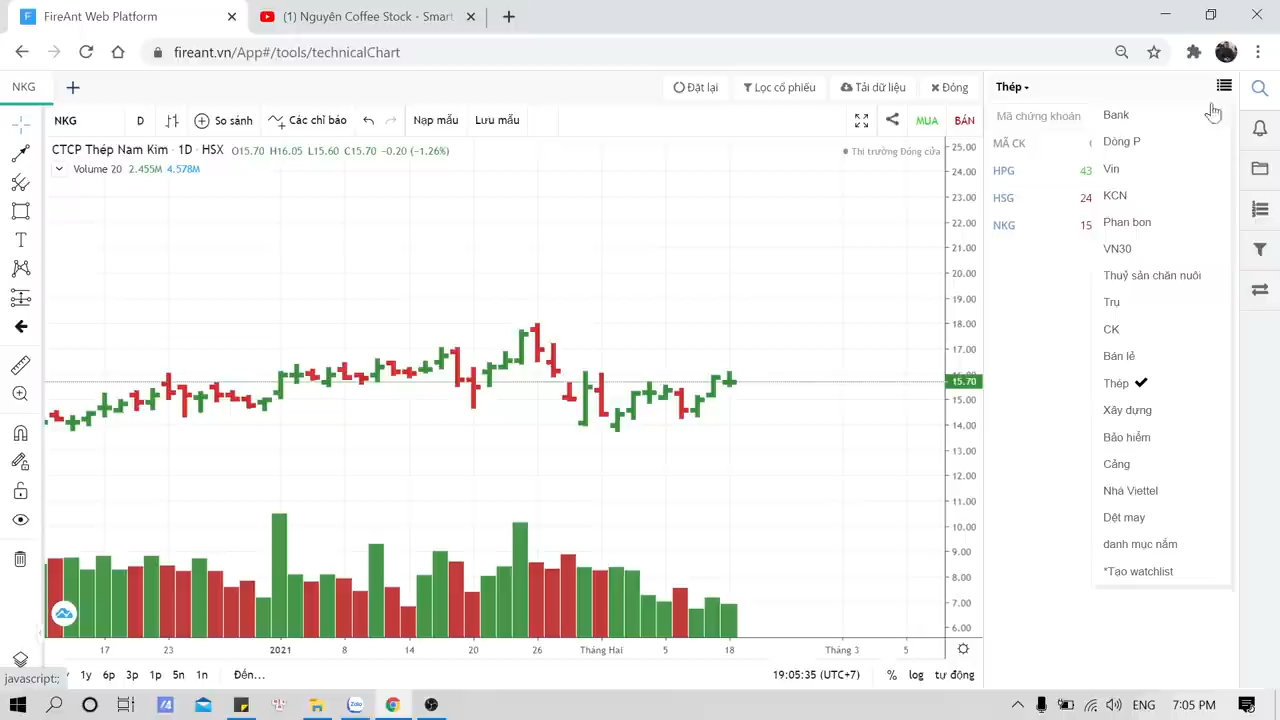 FireAnt Web Platform
(1) Nguyên Coffee Stock - Smart
fireant.vn/App#/tools/technicalChart
NKG
Đặt lại
Lọc cổ phiếu
Tải dữ liệu
Đóng
Thép
NKG
D
So sánh
Các chỉ báo
Nạp mẫu
Lưu mẫu
MUA
BÁN
CTCP Thép Nam Kim · 1D · HSX
O15.70 H16.05 L15.60 C15.70 -0.20 (-1.26%)
Thị trường Đóng cửa
Volume 20 2.455M 4.578M
25.00
24.00
23.00
22.00
21.00
20.00
19.00
18.00
17.00
16.00
15.70
15.00
14.00
13.00
12.00
11.00
10.00
9.00
8.00
7.00
6.00
17
23
2021
8
14
20
26
Tháng Hai
5
18
Tháng 3
5
1y
6p
3p
1p
5n
1n
Đến...
19:05:35 (UTC+7)
%
log
tự động
Mã chứng khoán
MÃ CK
HPG 43
HSG 24
NKG 15
Bank
Dòng P
Vin
KCN
Phan bon
VN30
Thuỷ sản chăn nuôi
Trụ
CK
Bán lẻ
Thép
Xây dựng
Bảo hiểm
Cảng
Nhà Viettel
Dệt may
danh mục nắm
*Tạo watchlist
javascript:;
Zalo
ENG
7:05 PM